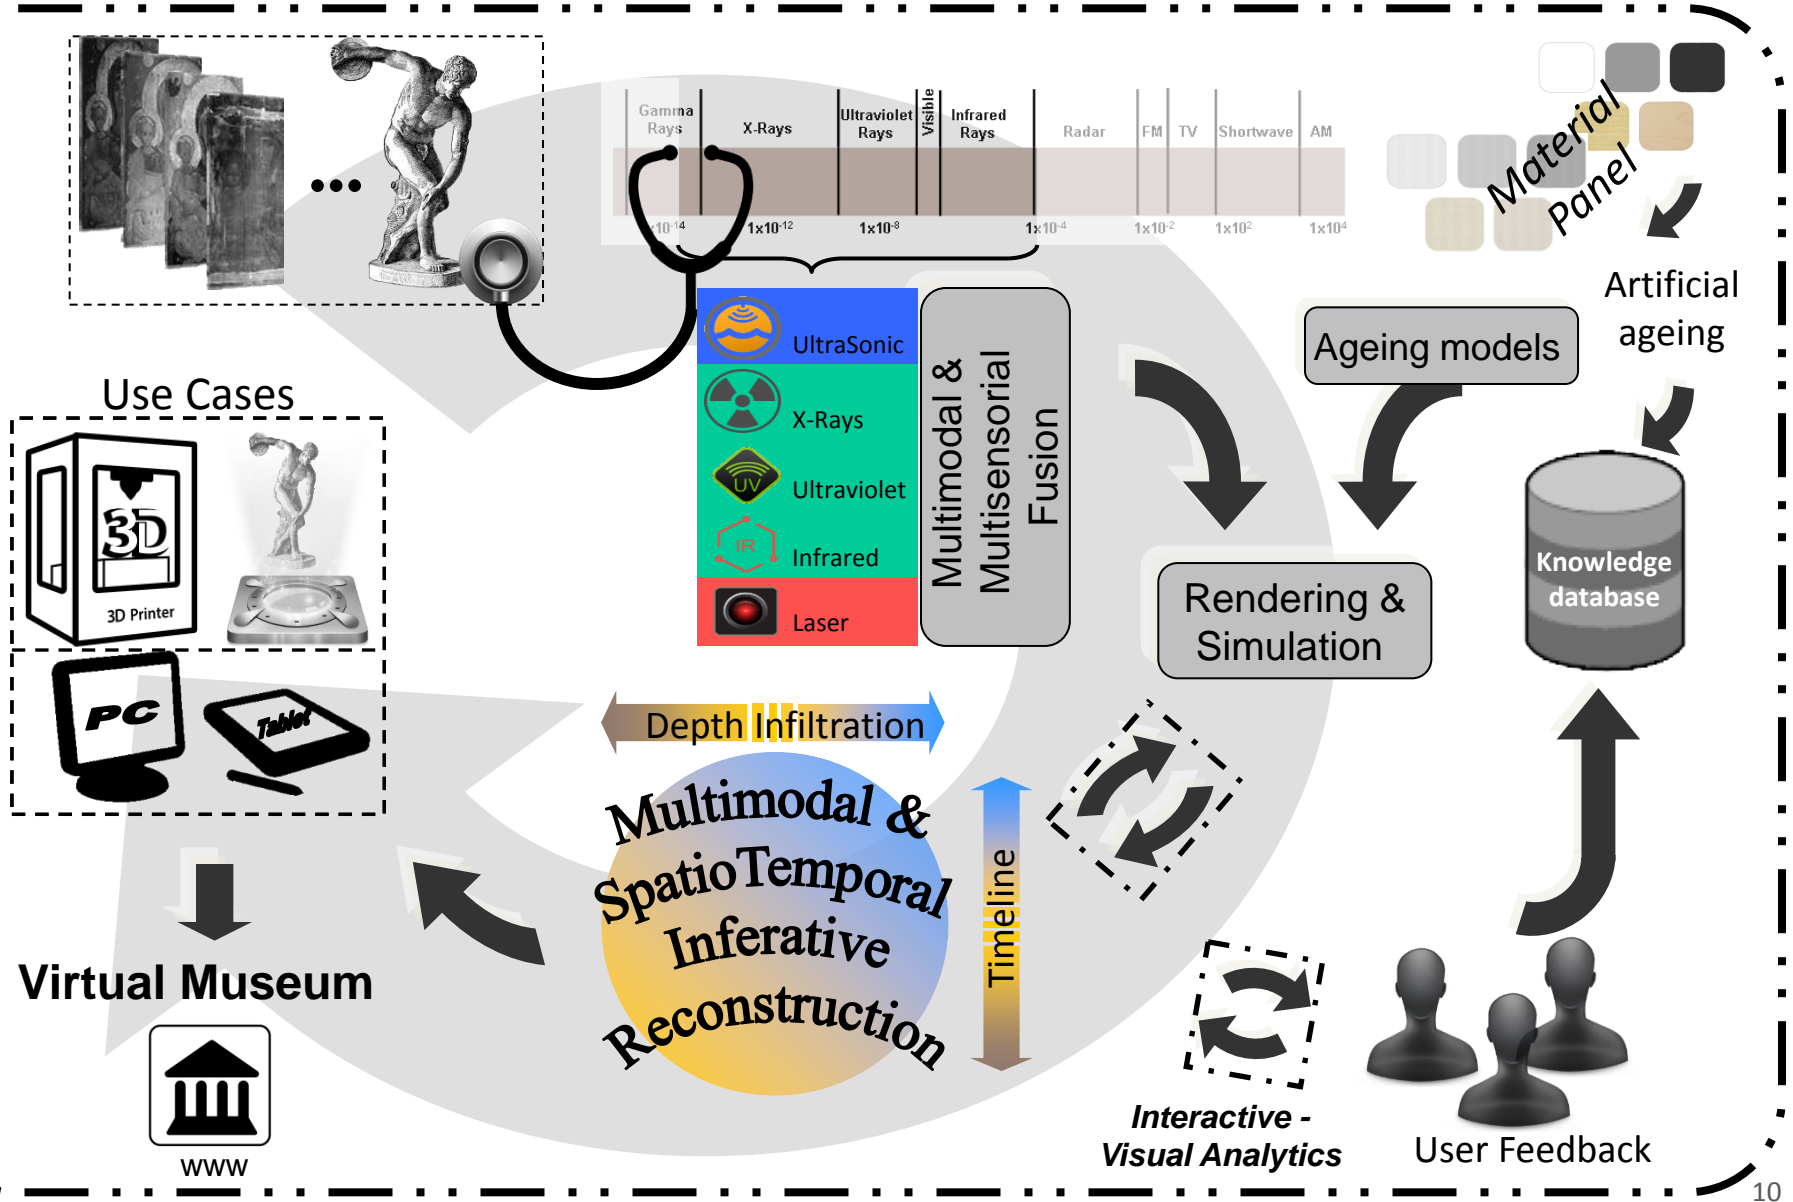 Gamma
Rays
X-Rays
Ultraviolet
Rays
Visible
Infrared
Rays
Radar
FM
TV
Shortwave
AM
1x10-12
1x10-8
1x10-4
1x10-2
1x10²
1x10⁴
Material
Panel
Artificial
ageing
UltraSonic
X-Rays
UV
Ultraviolet
IR
Infrared
Laser
Multimodal &
Multisensorial
Fusion
Ageing models
Rendering &
Simulation
Knowledge
database
Use Cases
3D
3D Printer
PC
Tablet
Depth Infiltration
Multimodal &
SpatioTemporal
Inferative
Reconstruction
Timeline
Virtual Museum
www
Interactive -
Visual Analytics
User Feedback
10